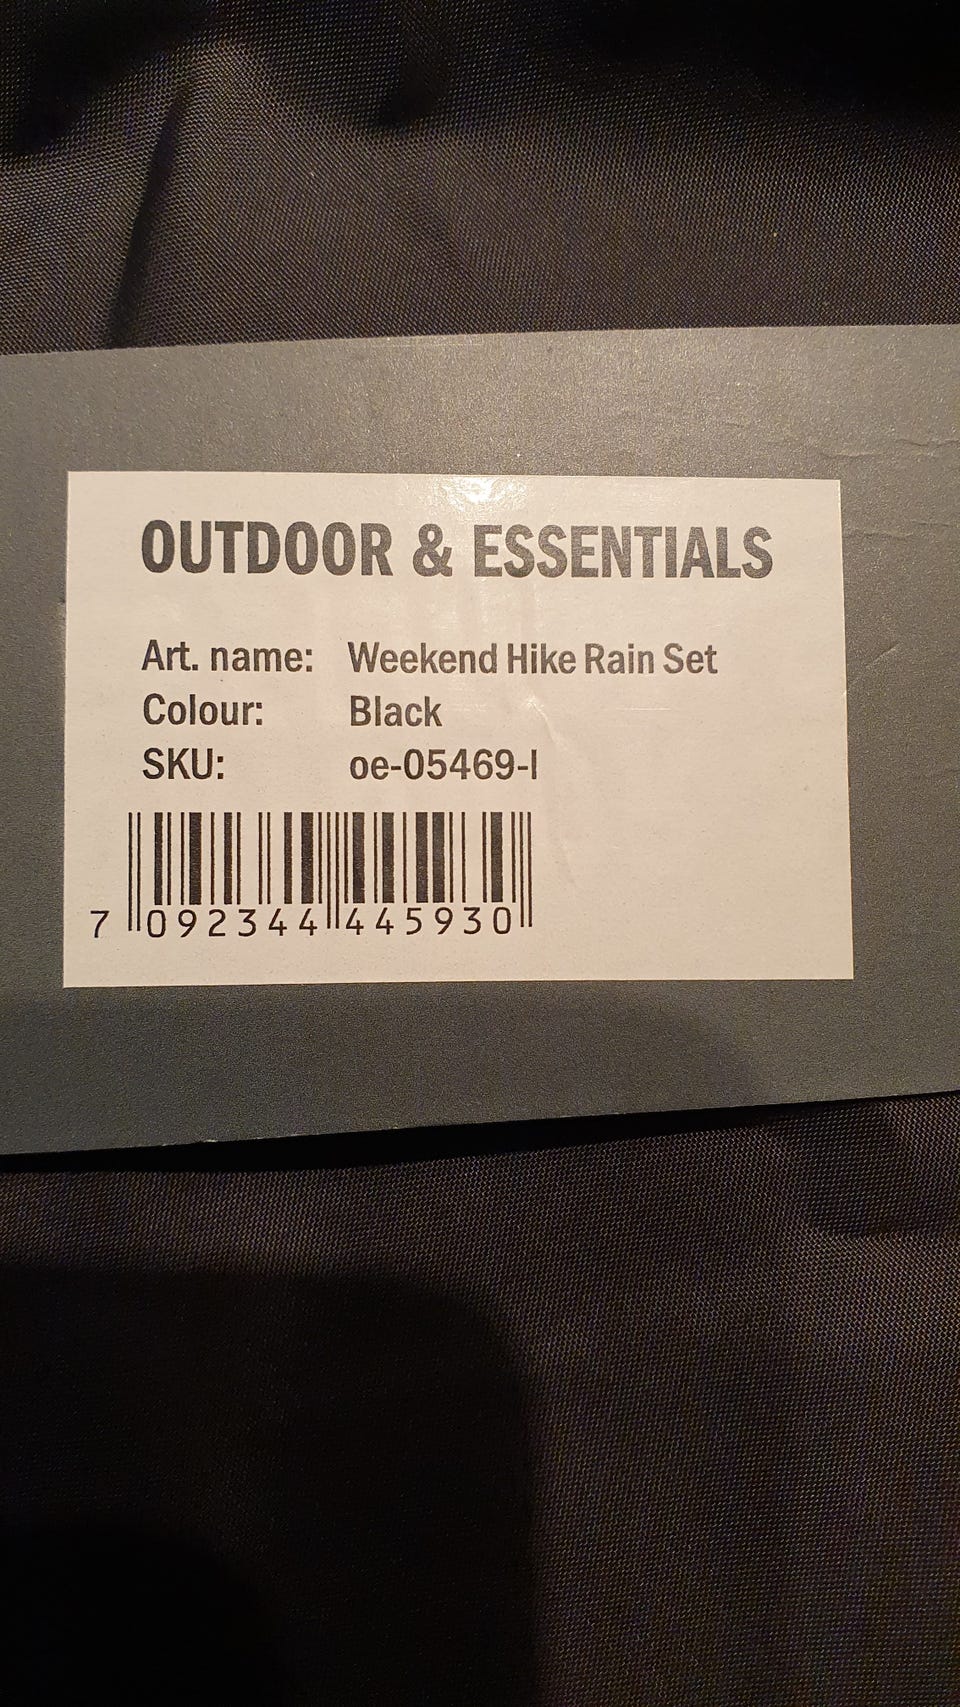 OUTDOOR & ESSENTIALS
Art. name: Weekend Hike Rain Set
Colour: Black
SKU: oe-05469-l
7 092344 445930